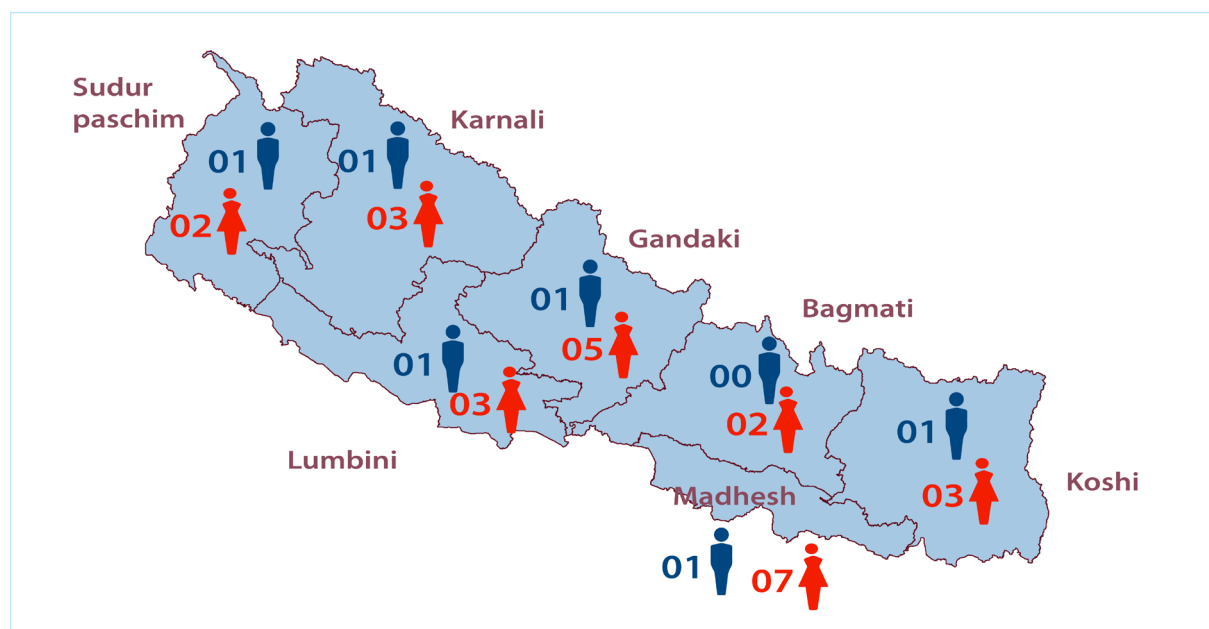 Sudur
paschim
Karnali
01
01
02
03
Gandaki
01
05
Bagmati
01
03
00
02
Lumbini
01
03
Koshi
Madhesh
01
07